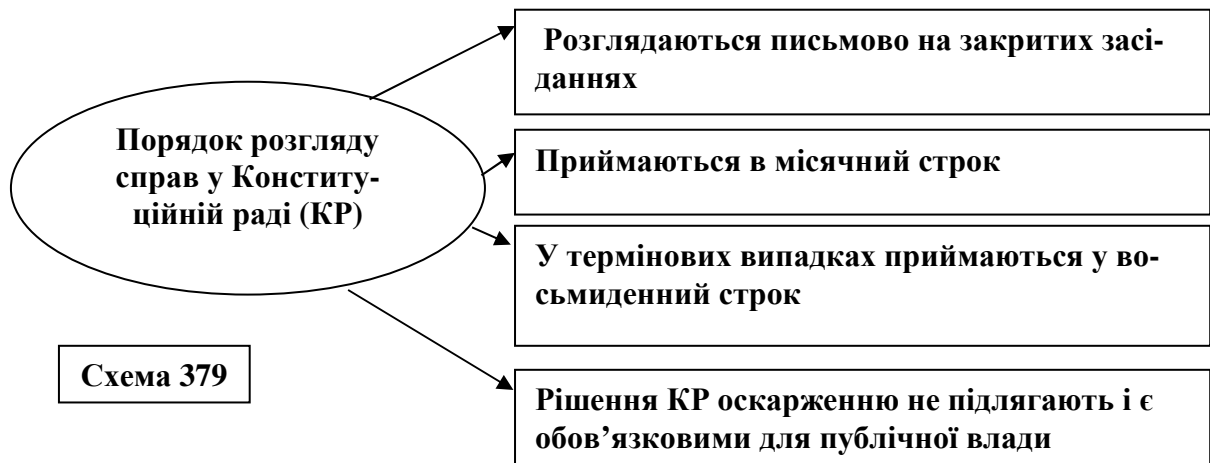 Порядок розгляду
справ у Конститу-
ційній раді (КР)
Розглядаються письмово на закритих засі-
даннях
Приймаються в місячний строк
У термінових випадках приймаються у во-
сьмиденний строк
Рішення КР оскарженню не підлягають і є
обов’язковими для публічної влади
Схема 379